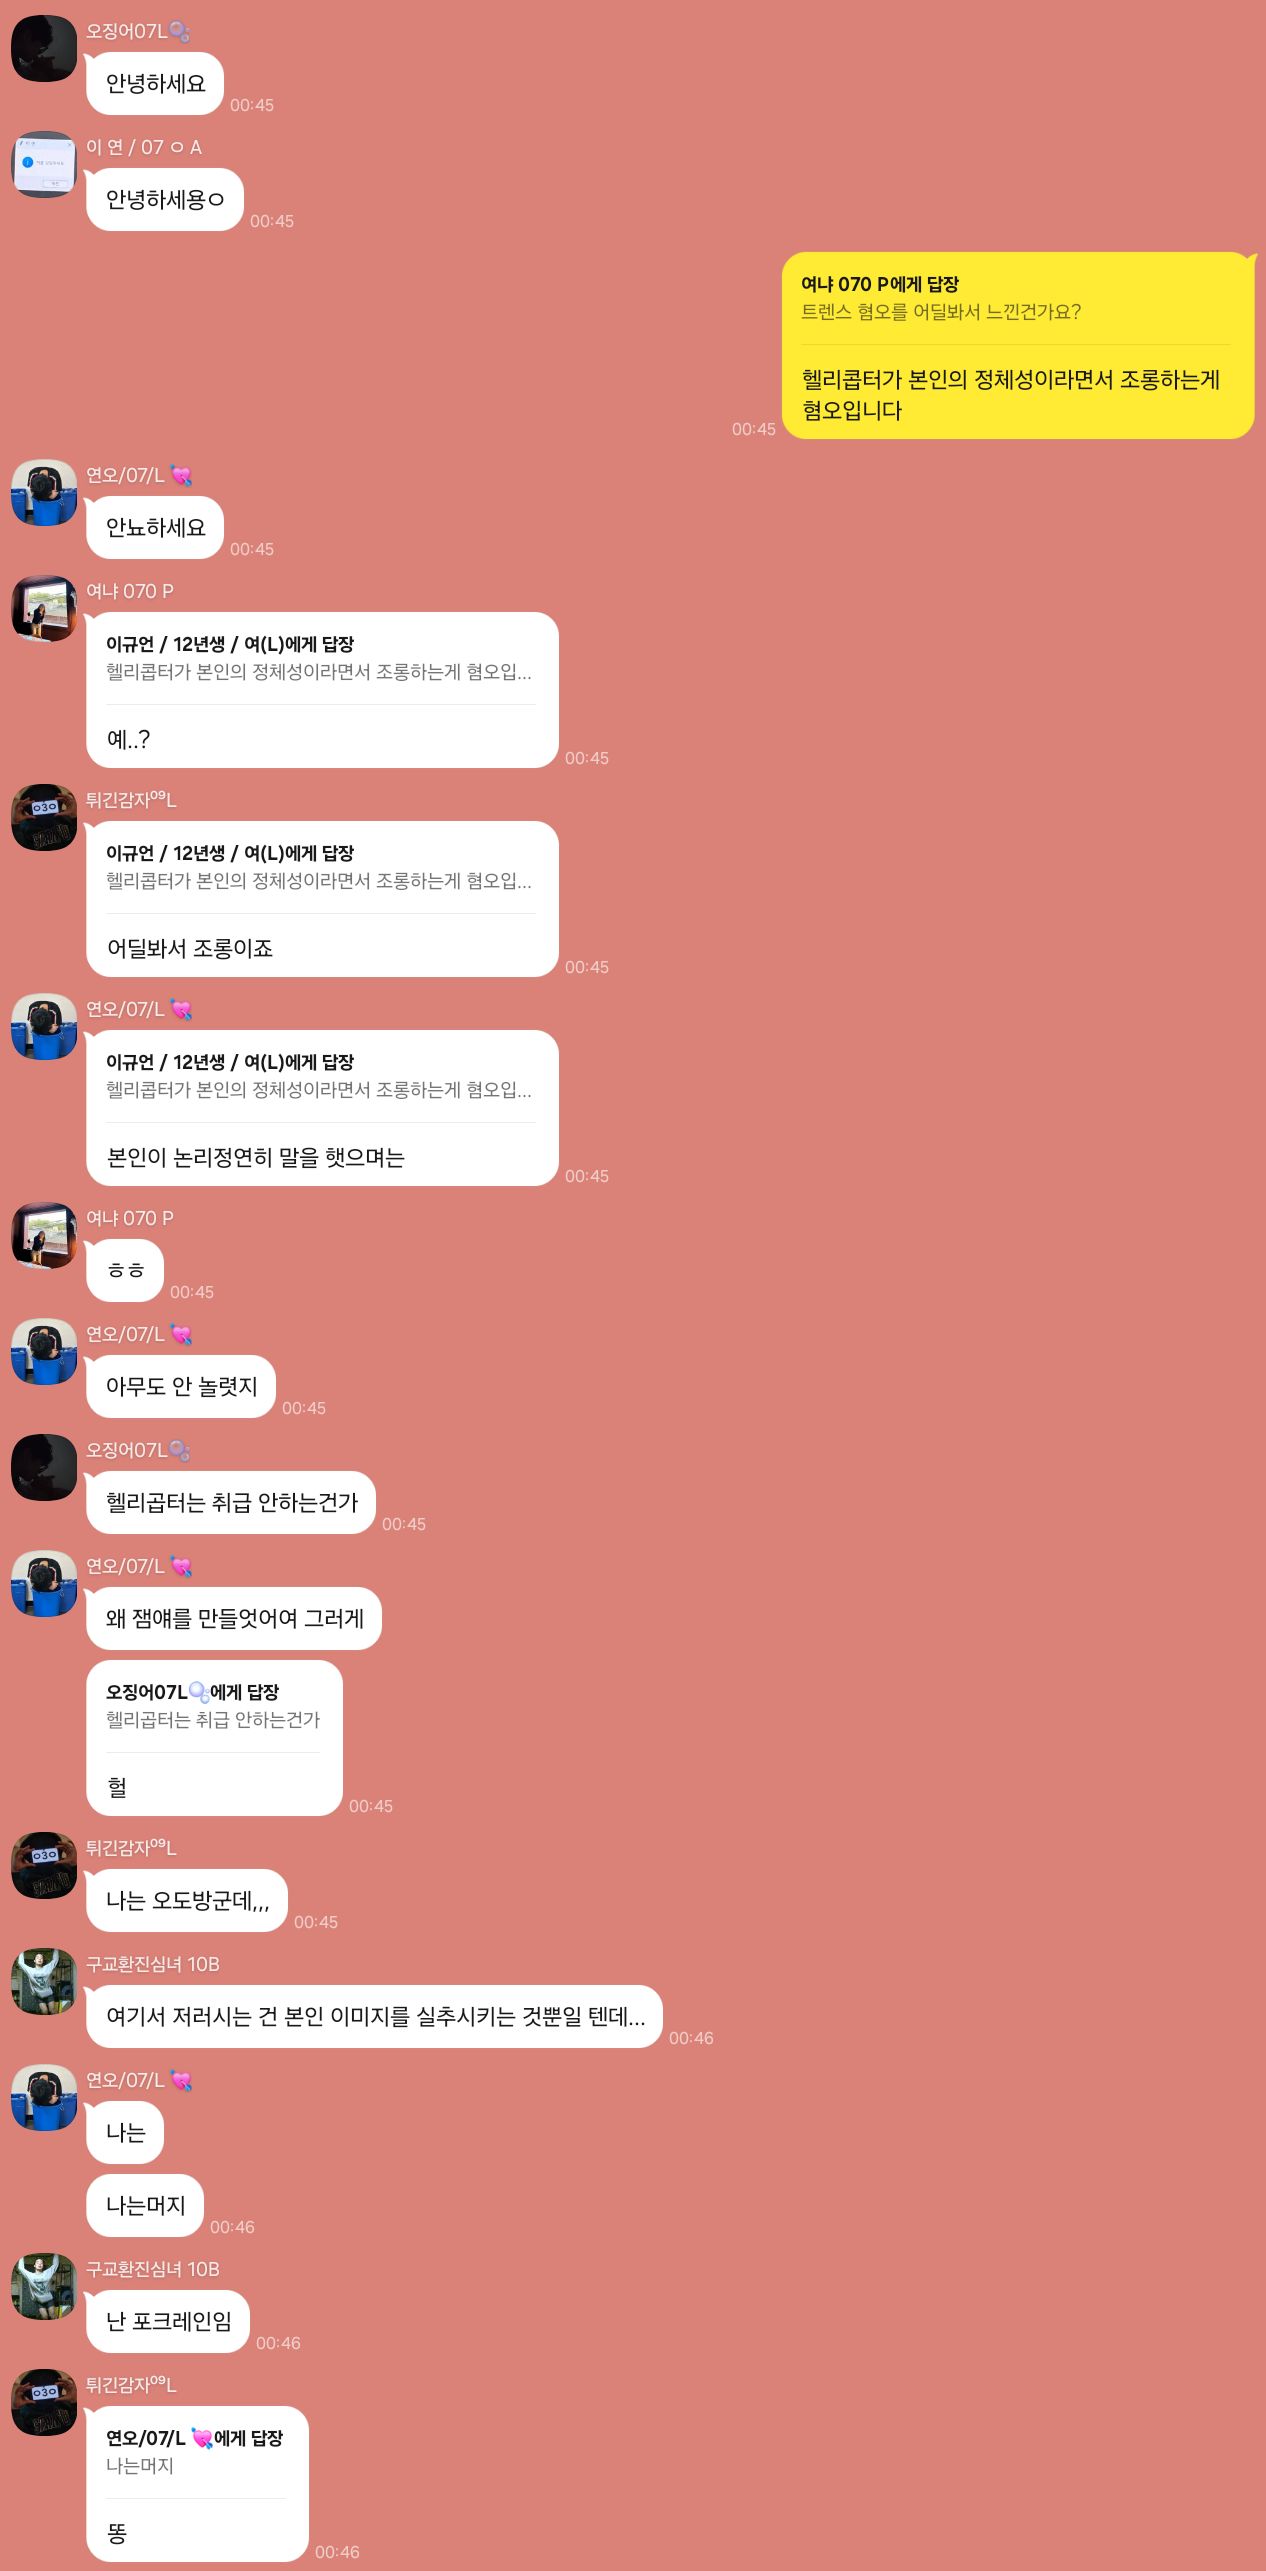 오징어07L🫧
안녕하세요
00:45
이 연 / 07 ㅇ A
안녕하세용ㅇ
00:45
여냐 070 P에게 답장
트렌스 혐오를 어딜봐서 느낀건가요?
헬리콥터가 본인의 정체성이라면서 조롱하는게
혐오입니다
00:45
연오/07/L 💘
안뇨하세요
00:45
여냐 070 P
이규언 / 12년생 / 여(L)에게 답장
헬리콥터가 본인의 정체성이라면서 조롱하는게 혐오입...
예..?
00:45
튀긴감자⁰⁹L
이규언 / 12년생 / 여(L)에게 답장
헬리콥터가 본인의 정체성이라면서 조롱하는게 혐오입...
어딜봐서 조롱이죠
00:45
연오/07/L 💘
이규언 / 12년생 / 여(L)에게 답장
헬리콥터가 본인의 정체성이라면서 조롱하는게 혐오입...
본인이 논리정연히 말을 햇으며는
00:45
여냐 070 P
ㅎㅎ
00:45
연오/07/L 💘
아무도 안 놀렷지
00:45
오징어07L🫧
헬리곱터는 취급 안하는건가
00:45
연오/07/L 💘
왜 잼얘를 만들엇어여 그러게
오징어07L🫧에게 답장
헬리곱터는 취급 안하는건가
헐
00:45
튀긴감자⁰⁹L
나는 오도방군데,,,
00:45
구교환진심녀 10B
여기서 저러시는 건 본인 이미지를 실추시키는 것뿐일 텐데...
00:46
연오/07/L 💘
나는
나는머지
00:46
구교환진심녀 10B
난 포크레인임
00:46
튀긴감자⁰⁹L
연오/07/L 💘에게 답장
나는머지
똥
00:46